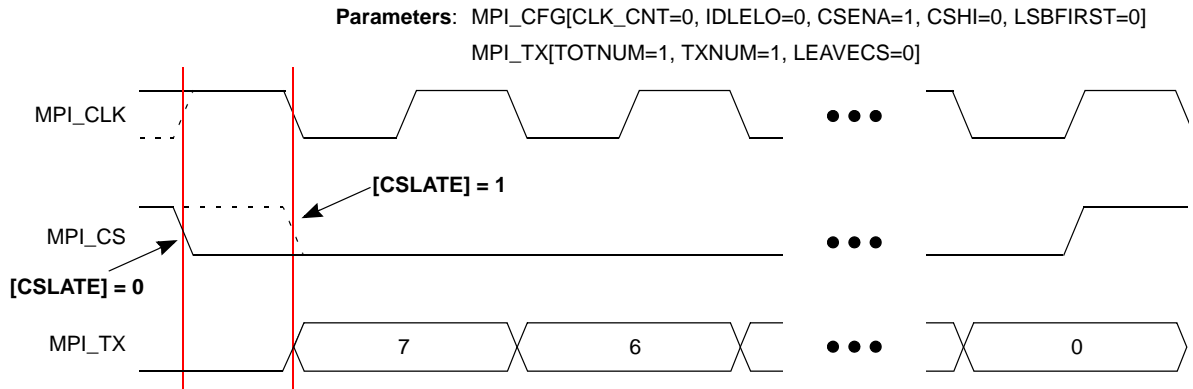 Parameters: MPI_CFG[CLK_CNT=0, IDLELO=0, CSENA=1, CSHI=0, LSBFIRST=0]
MPI_TX[TOTNUM=1, TXNUM=1, LEAVECS=0]
MPI_CLK
[CSLATE] = 1
MPI_CS
[CSLATE] = 0
MPI_TX
7
6
0